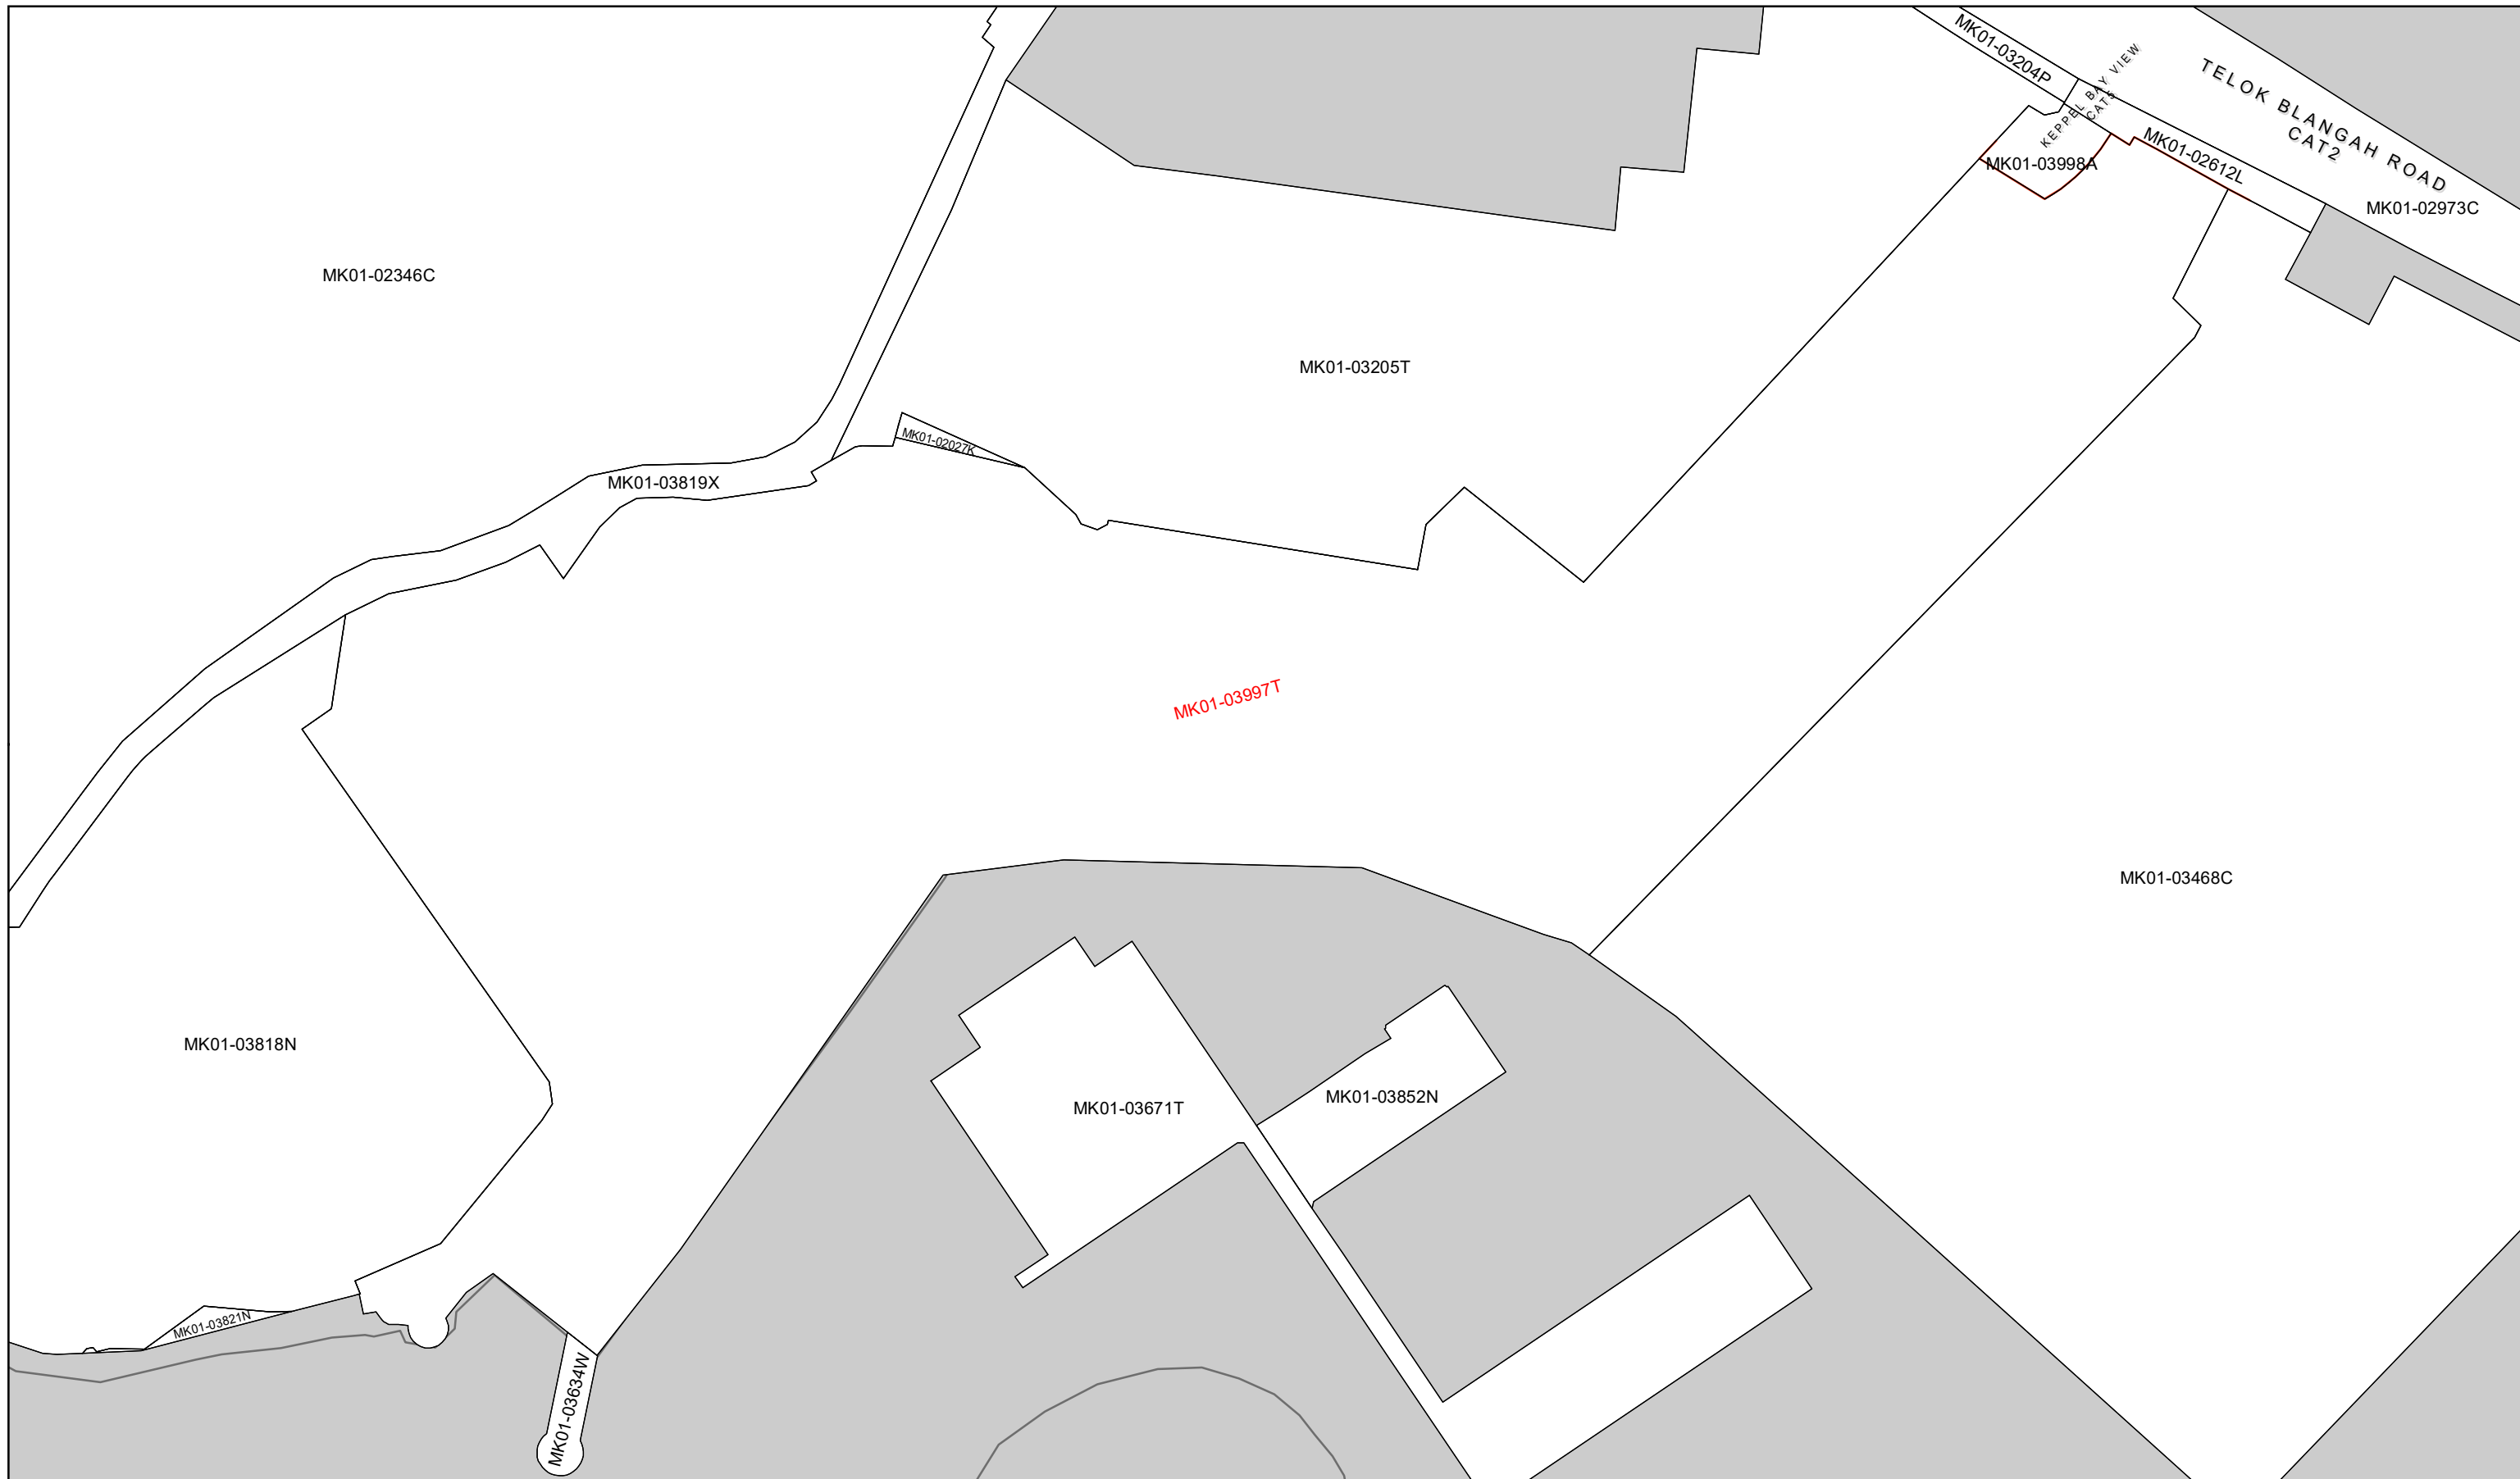 MK01-03204P
KEPPEL BAY VIEW
CAT5
TELOK BLANGAH ROAD
CAT2
MK01-03998A
MK01-02612L
MK01-02973C
MK01-02346C
MK01-03205T
MK01-02027K
MK01-03819X
MK01-03997T
MK01-03468C
MK01-03818N
MK01-03671T
MK01-03852N
MK01-03821N
MK01-03634W